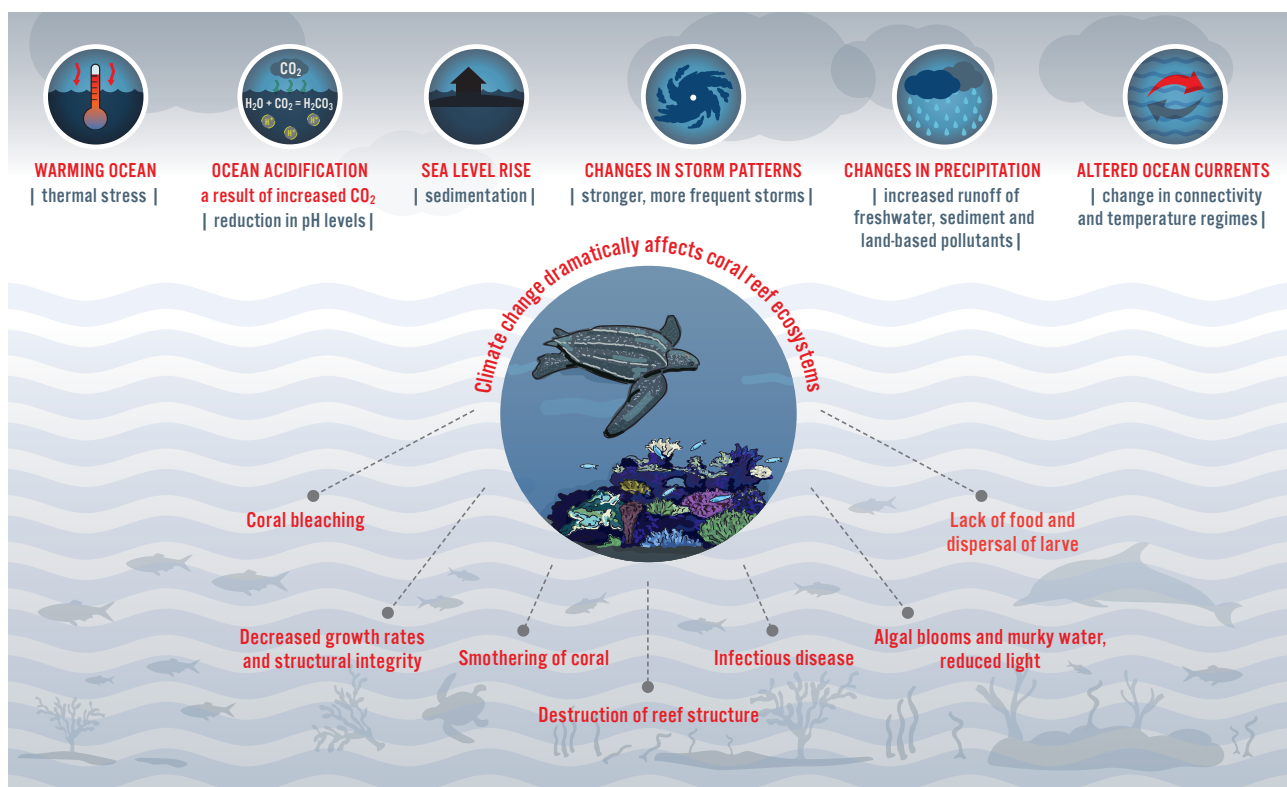 CO₂
H₂O + CO₂ = H₂CO₃
H⁺
H⁺
H⁺
WARMING OCEAN
| thermal stress |
OCEAN ACIDIFICATION
a result of increased CO₂
| reduction in pH levels |
SEA LEVEL RISE
| sedimentation |
CHANGES IN STORM PATTERNS
| stronger, more frequent storms |
CHANGES IN PRECIPITATION
| increased runoff of
freshwater, sediment and
land-based pollutants |
ALTERED OCEAN CURRENTS
| change in connectivity
and temperature regimes |
Climate change dramatically affects coral reef ecosystems
Coral bleaching
Decreased growth rates
and structural integrity
Smothering of coral
Destruction of reef structure
Infectious disease
Algal blooms and murky water,
reduced light
Lack of food and
dispersal of larve